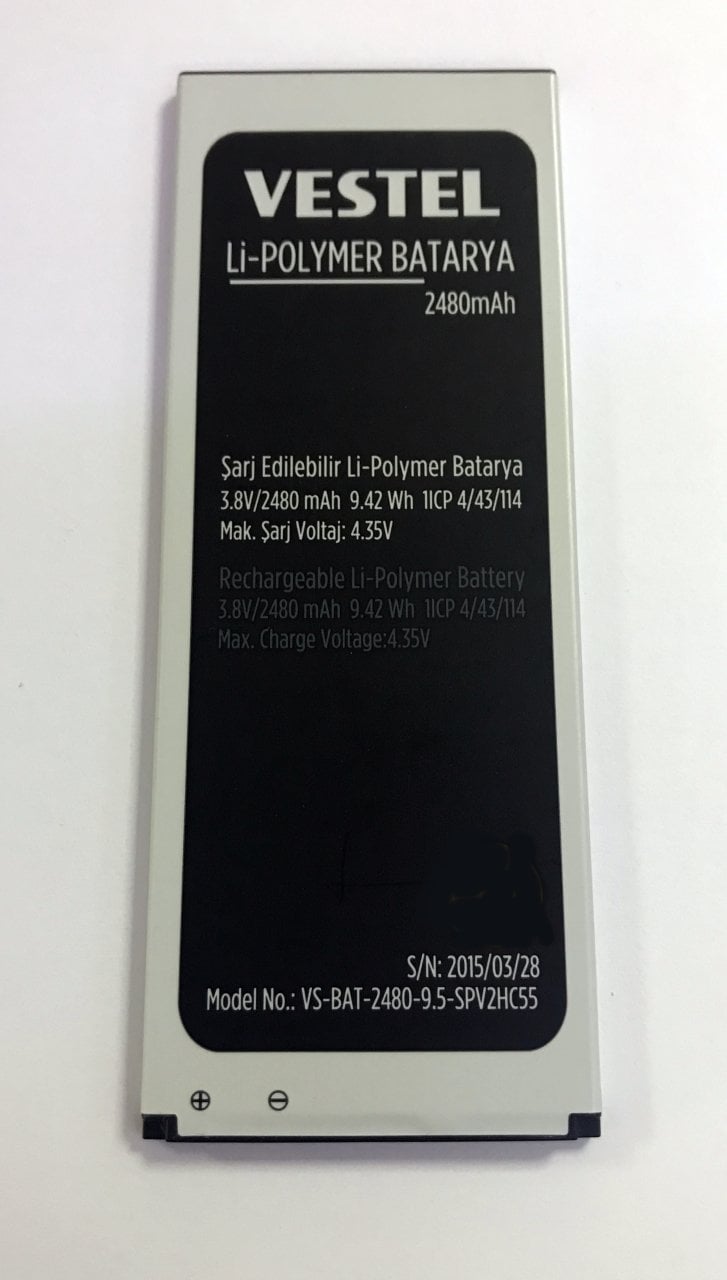 VESTEL
Li-POLYMER BATARYA
2480mAh
Şarj Edilebilir Li-Polymer Batarya
3.8V/2480 mAh 9.42 Wh 1ICP 4/43/114
Mak. Şarj Voltaj: 4.35V
Rechargeable Li-Polymer Battery
3.8V/2480 mAh 9.42 Wh 1ICP 4/43/114
Max. Charge Voltage:4.35V
S/N: 2015/03/28
Model No.: VS-BAT-2480-9.5-SPV2HC55
⊕ ⊖